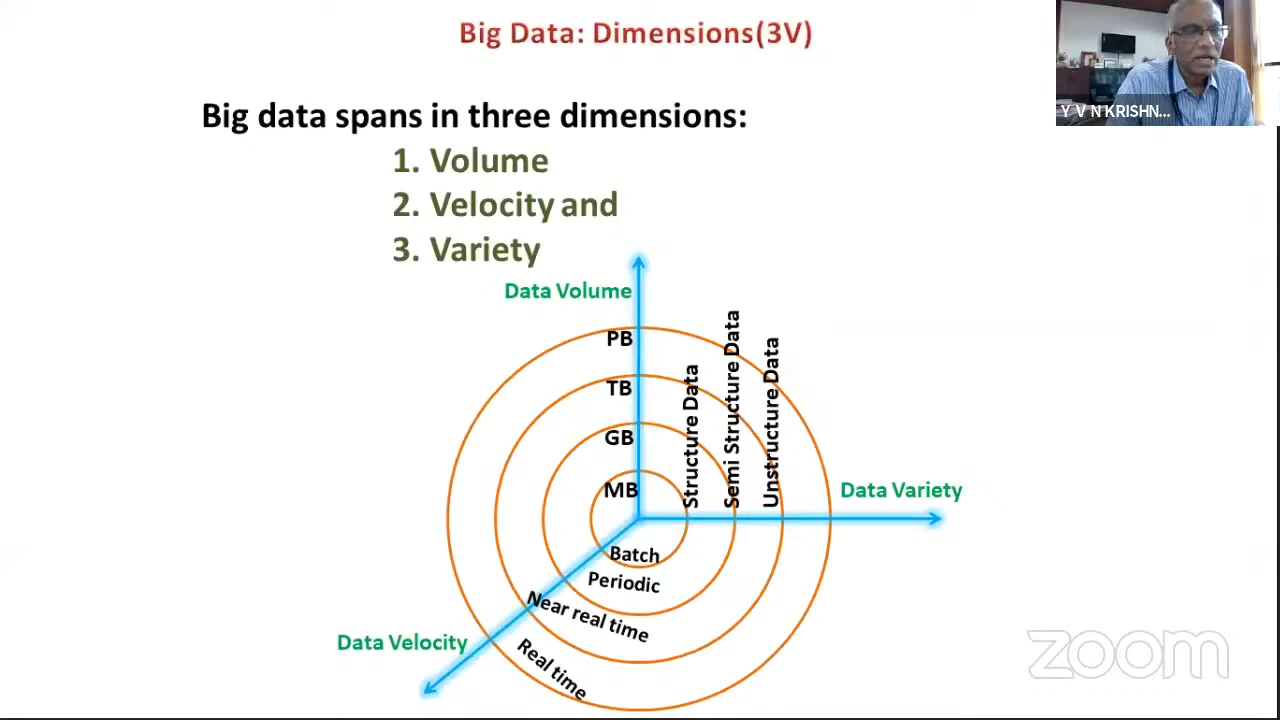 Big Data: Dimensions(3V)
Y V N KRISHN...
Big data spans in three dimensions:
1. Volume
2. Velocity and
3. Variety
Data Volume
PB
TB
GB
MB
Structure Data
Semi Structure Data
Unstructure Data
Data Variety
Batch
Periodic
Near real time
Real time
Data Velocity
zoom